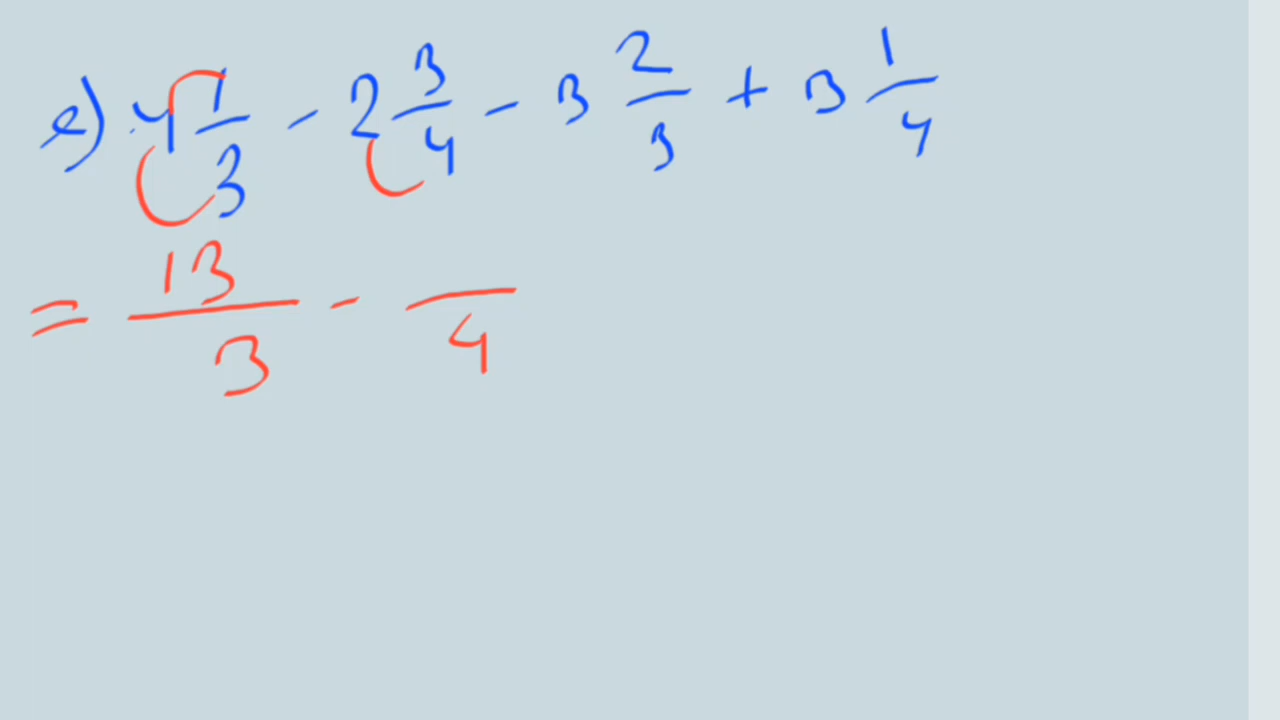 e) 4 1/3 - 2 3/4 - 3 2/3 + 3 1/4
= 13/3 - /4